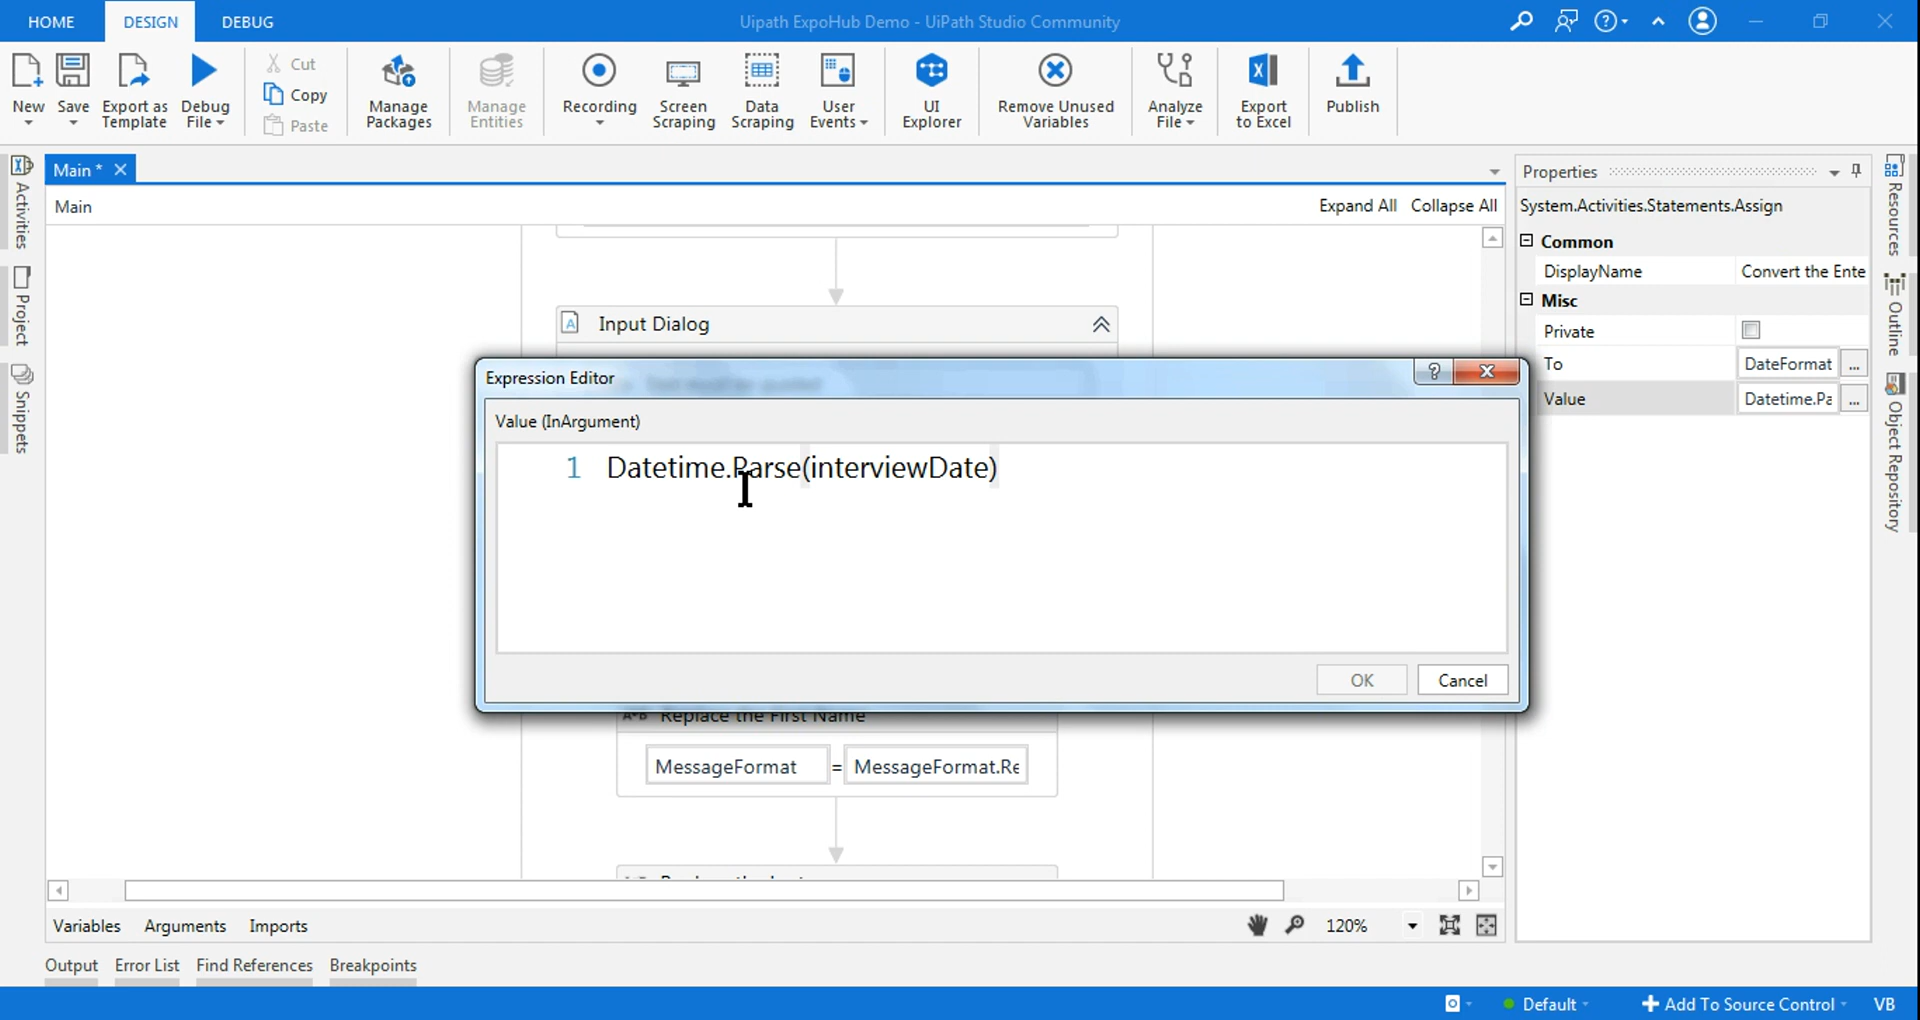 HOME DESIGN DEBUG Uipath ExpoHub Demo - UiPath Studio Community
New Save Export as Template Debug File Cut Copy Paste Manage Packages Manage Entities Recording Screen Scraping Data Scraping User Events UI Explorer Remove Unused Variables Analyze File Export to Excel Publish
Main *
Main Expand All Collapse All
Activities
Project
Snippets
Input Dialog
Expression Editor
Value (InArgument)
1 Datetime.Parse(interviewDate)
OK Cancel
Replace the First Name
MessageFormat = MessageFormat.Re
Properties
System.Activities.Statements.Assign
Common
DisplayName Convert the Ente
Misc
Private
To DateFormat ...
Value Datetime.Pa ...
Resources
Outline
Object Repository
Variables Arguments Imports 120%
Output Error List Find References Breakpoints
Default Add To Source Control VB